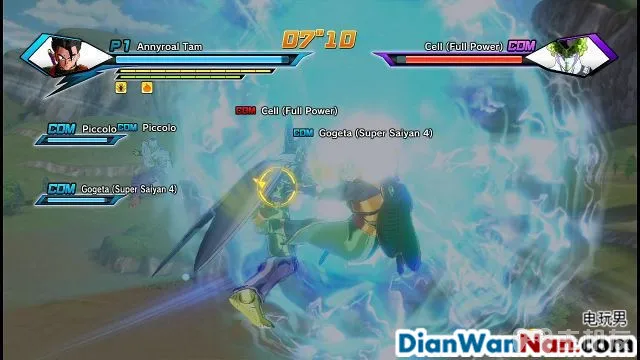 P1 Annyroal Tam
07"10
Cell (Full Power) COM
COM Cell (Full Power)
COM Piccolo COM Piccolo
COM Gogeta (Super Saiyan 4)
COM Gogeta (Super Saiyan 4)
电玩男
DianWanNan.com